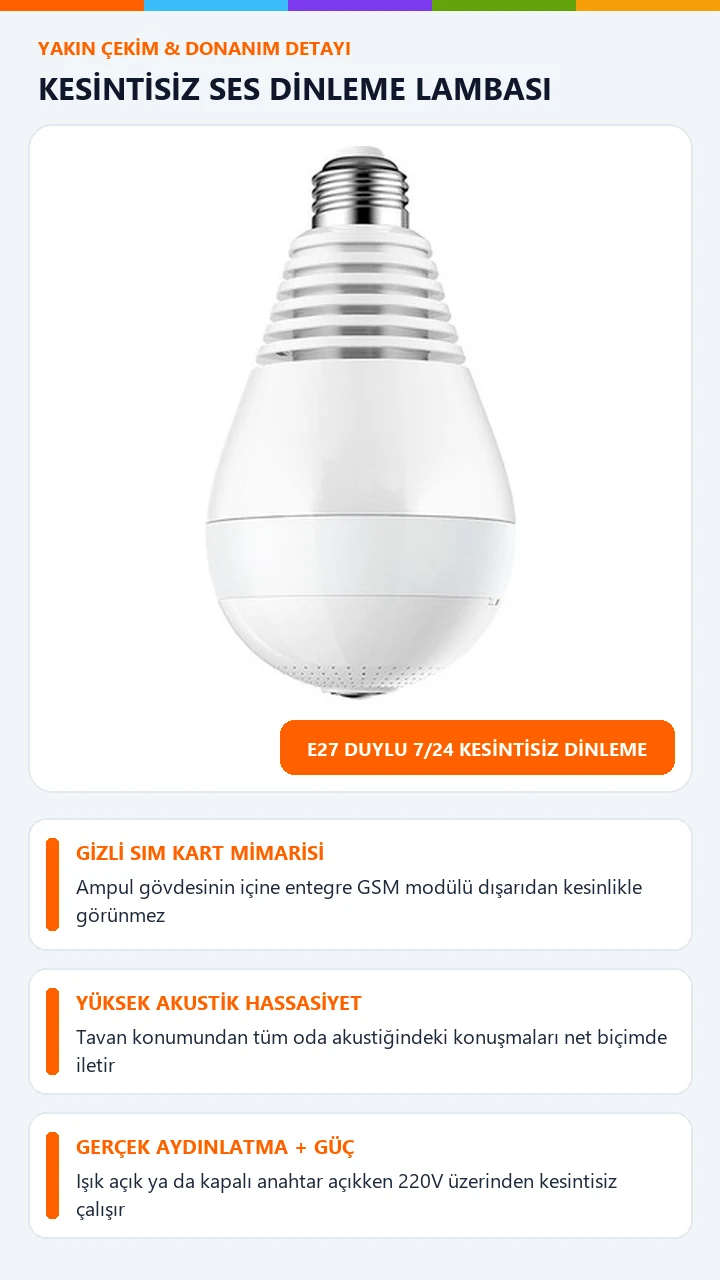 YAKIN ÇEKİM & DONANIM DETAYI
KESİNTİSİZ SES DİNLEME LAMBASI
E27 DUYLU 7/24 KESİNTİSİZ DİNLEME
GİZLİ SIM KART MİMARİSİ
Ampul gövdesinin içine entegre GSM modülü dışarıdan kesinlikle
görünmez
YÜKSEK AKUSTİK HASSASİYET
Tavan konumundan tüm oda akustiğindeki konuşmaları net biçimde
iletir
GERÇEK AYDINLATMA + GÜÇ
Işık açık ya da kapalı anahtar açıkken 220V üzerinden kesintisiz
çalışır